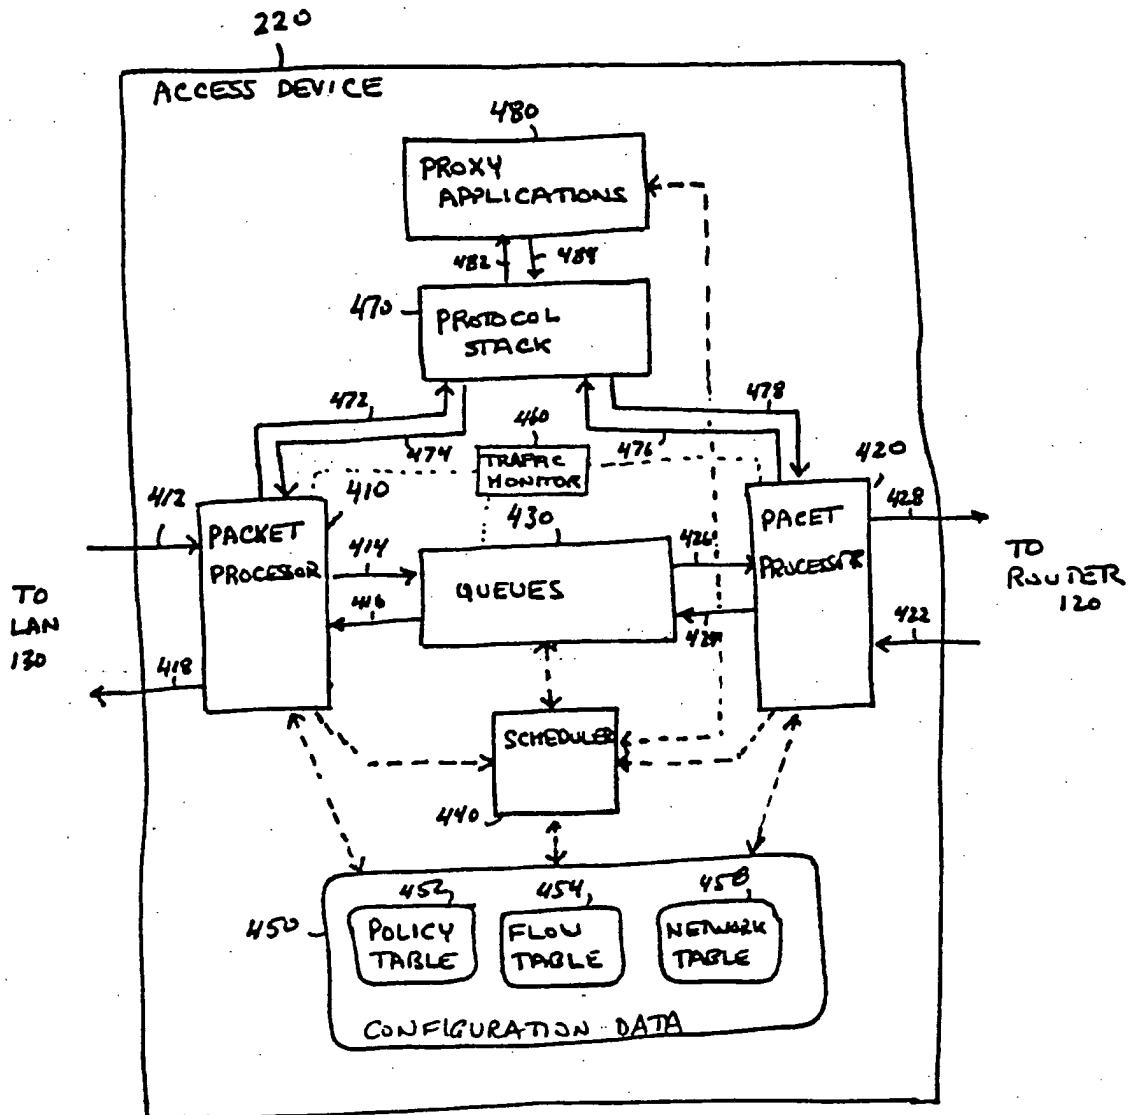 220
ACCESS DEVICE
480
PROXY
APPLICATIONS
482
484
470
PROTOCOL
STACK
472
474
460
476
478
TRAFFIC
MONITOR
412
410
420
428
PACKET
PROCESSOR
430
PACET
PROCESSOR
414
416
QUEUES
426
424
TO
LAN
130
TO
ROUTER
120
422
418
SCHEDULER
440
450
452
454
458
POLICY
TABLE
FLOW
TABLE
NETWORK
TABLE
CONFIGURATION DATA